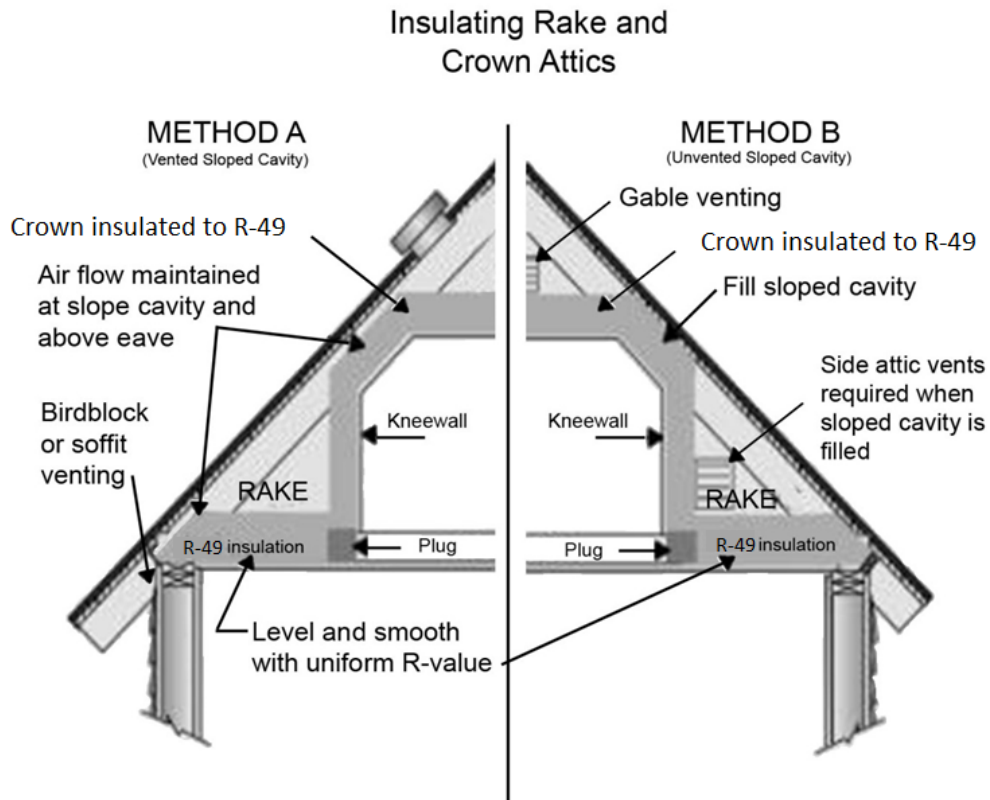 Insulating Rake and
Crown Attics
METHOD A
(Vented Sloped Cavity)
Crown insulated to R-49
Air flow maintained
at slope cavity and
above eave
Birdblock
or soffit
venting
Kneewall
RAKE
R-49 insulation
Plug
Level and smooth
with uniform R-value
METHOD B
(Unvented Sloped Cavity)
Gable venting
Crown insulated to R-49
Fill sloped cavity
Side attic vents
required when
sloped cavity is
filled
Kneewall
RAKE
Plug
R-49 insulation